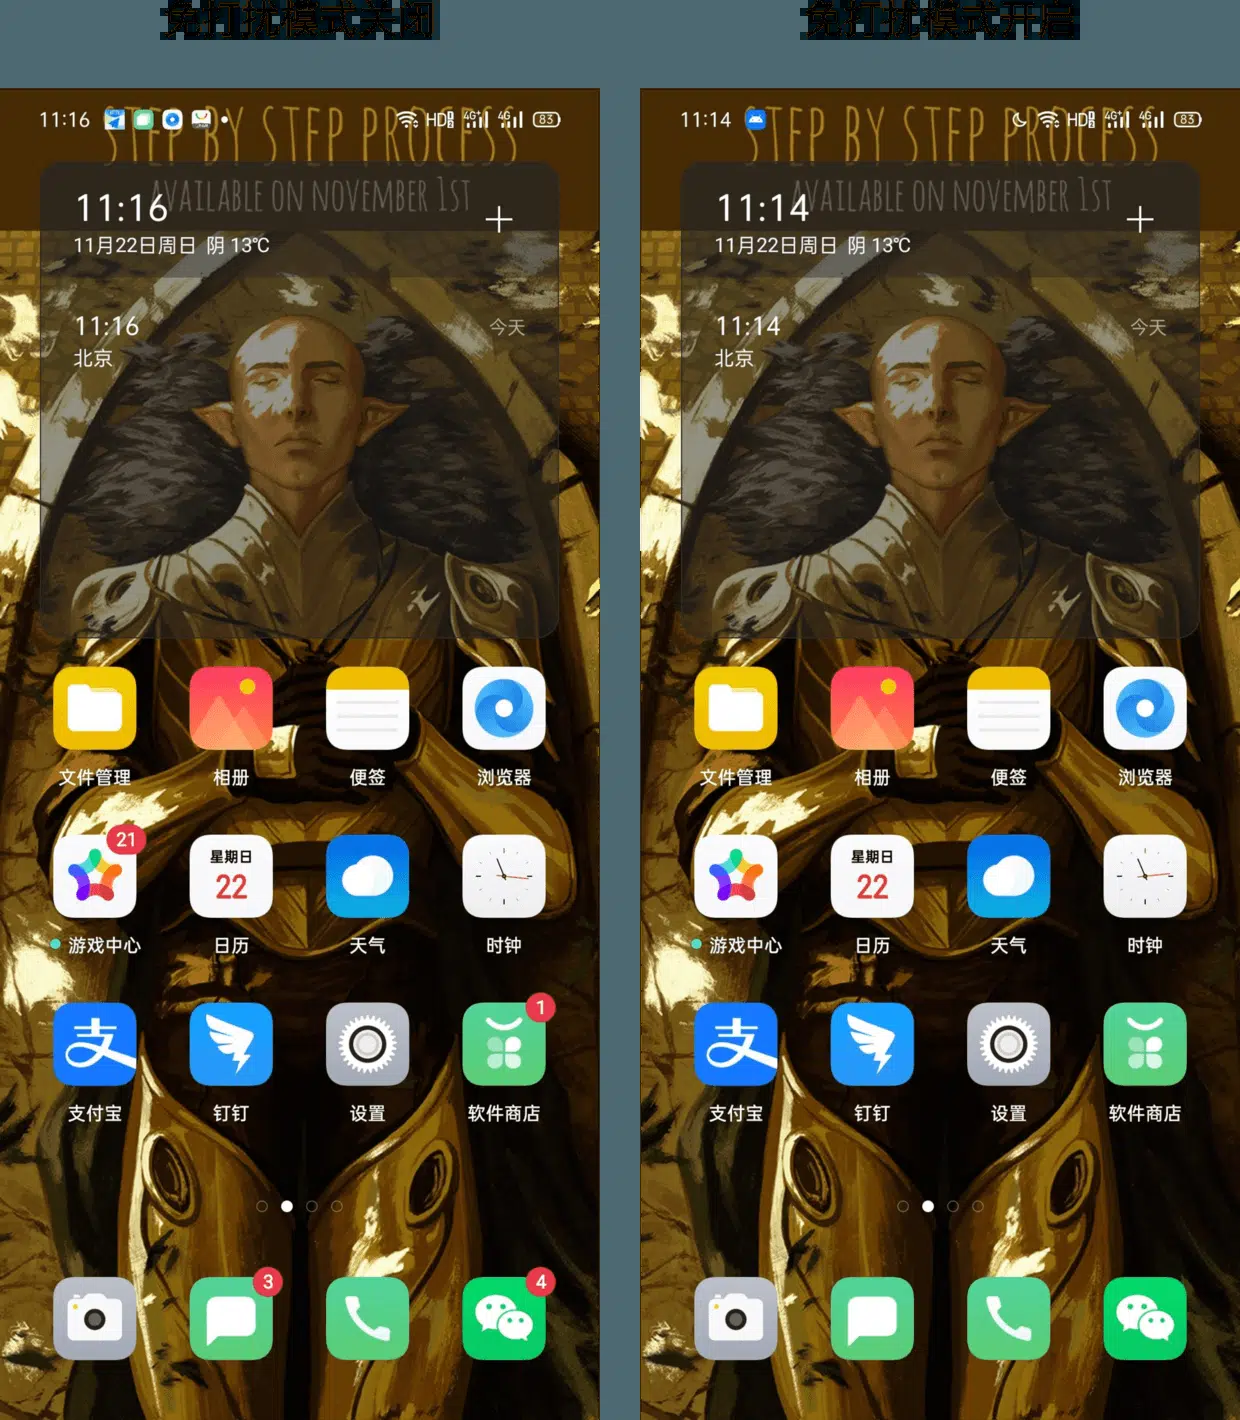 免打扰模式关闭
11:16
HD
4G+
4G
83
STEP BY STEP PROCESS
AVAILABLE ON NOVEMBER 1ST
11:16
11月22日周日 阴 13℃
11:16
今天
北京
文件管理
相册
便签
浏览器
21
星期日
22
游戏中心
日历
天气
时钟
支
1
支付宝
钉钉
设置
软件商店
3
4
免打扰模式开启
11:14
HD
4G+
4G
83
STEP BY STEP PROCESS
AVAILABLE ON NOVEMBER 1ST
11:14
11月22日周日 阴 13℃
11:14
今天
北京
文件管理
相册
便签
浏览器
星期日
22
游戏中心
日历
天气
时钟
支
支付宝
钉钉
设置
软件商店